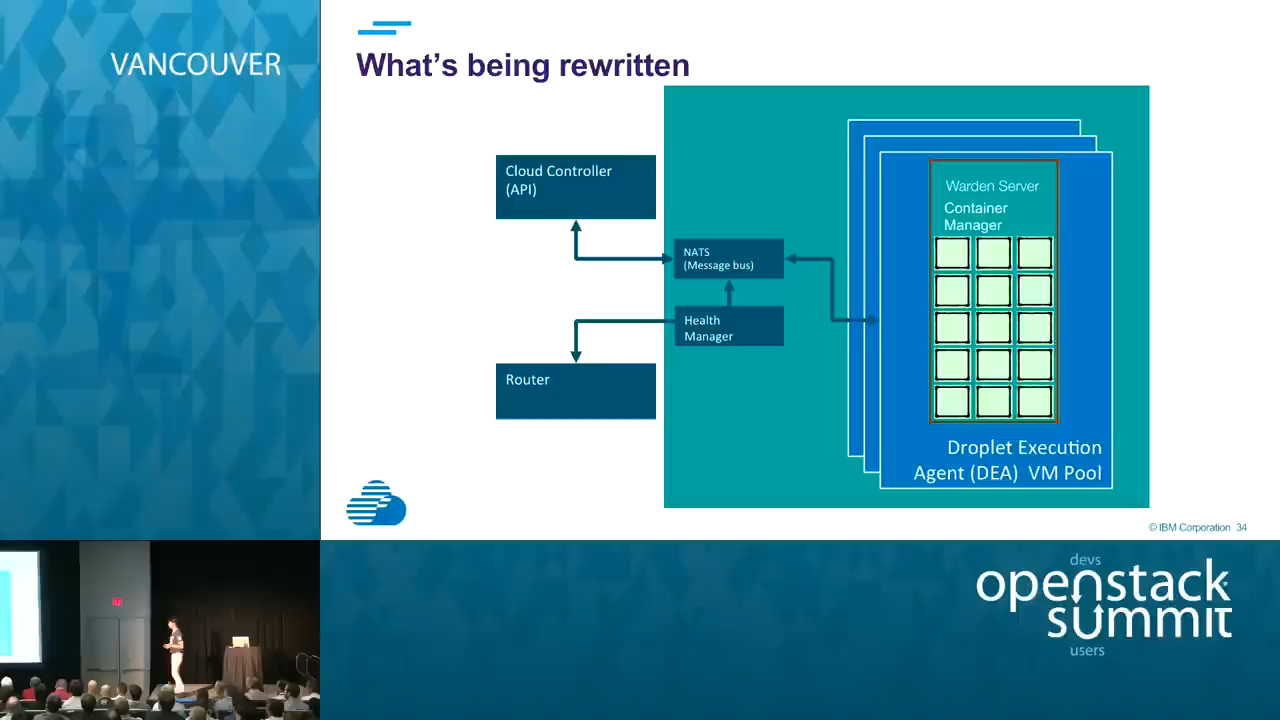 VANCOUVER
What's being rewritten
Cloud Controller
(API)
NATS
(Message bus)
Health
Manager
Router
Warden Server
Container
Manager
Droplet Execution
Agent (DEA) VM Pool
© IBM Corporation 34
devs
openstack
summit
users